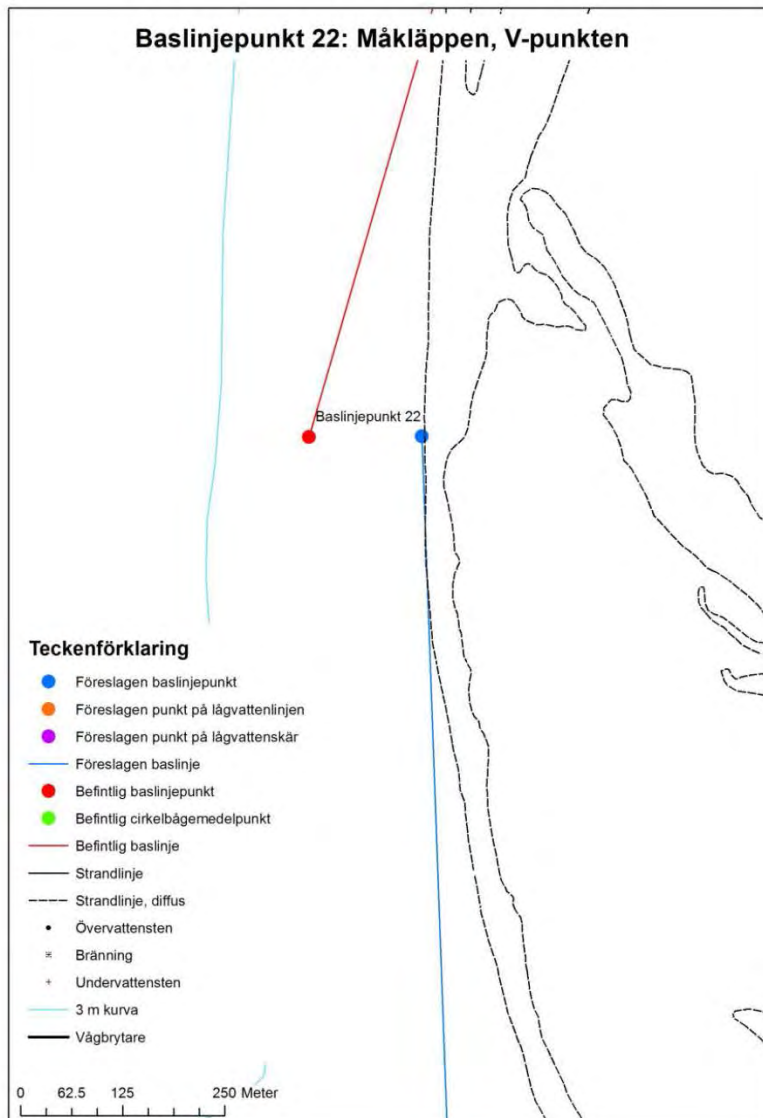 Baslinjepunkt 22: Måkläppen, V-punkten
Baslinjepunkt 22
Teckenförklaring
Föreslagen baslinjepunkt
Föreslagen punkt på lågvattenlinjen
Föreslagen punkt på lågvattenskär
Föreslagen baslinje
Befintlig baslinjepunkt
Befintlig cirkelbågemedelpunkt
Befintlig baslinje
Strandlinje
Strandlinje, diffus
Övervattensten
Bränning
Undervattensten
3 m kurva
Vågbrytare
0 62.5 125 250 Meter